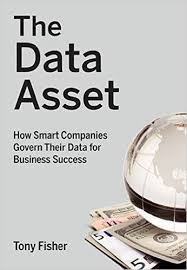 The
Data
Asset
How Smart Companies
Govern Their Data for
Business Success
Tony Fisher